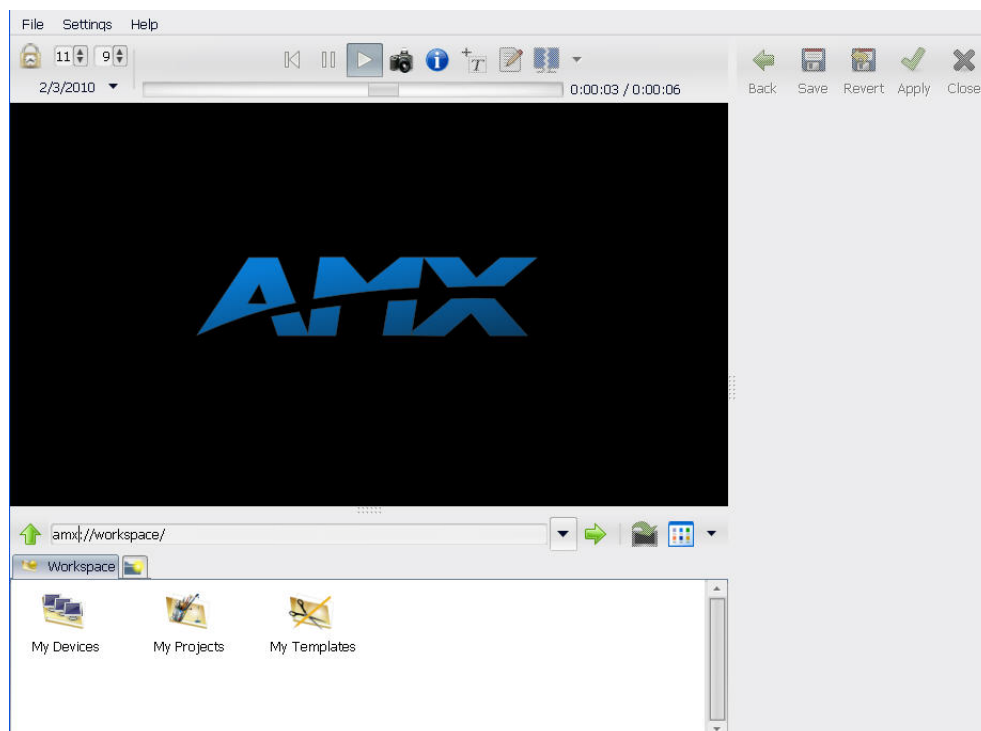 File Settings Help
11 9
2/3/2010
0:00:03 / 0:00:06
Back Save Revert Apply Close
AMX
amx://workspace/
Workspace
My Devices My Projects My Templates